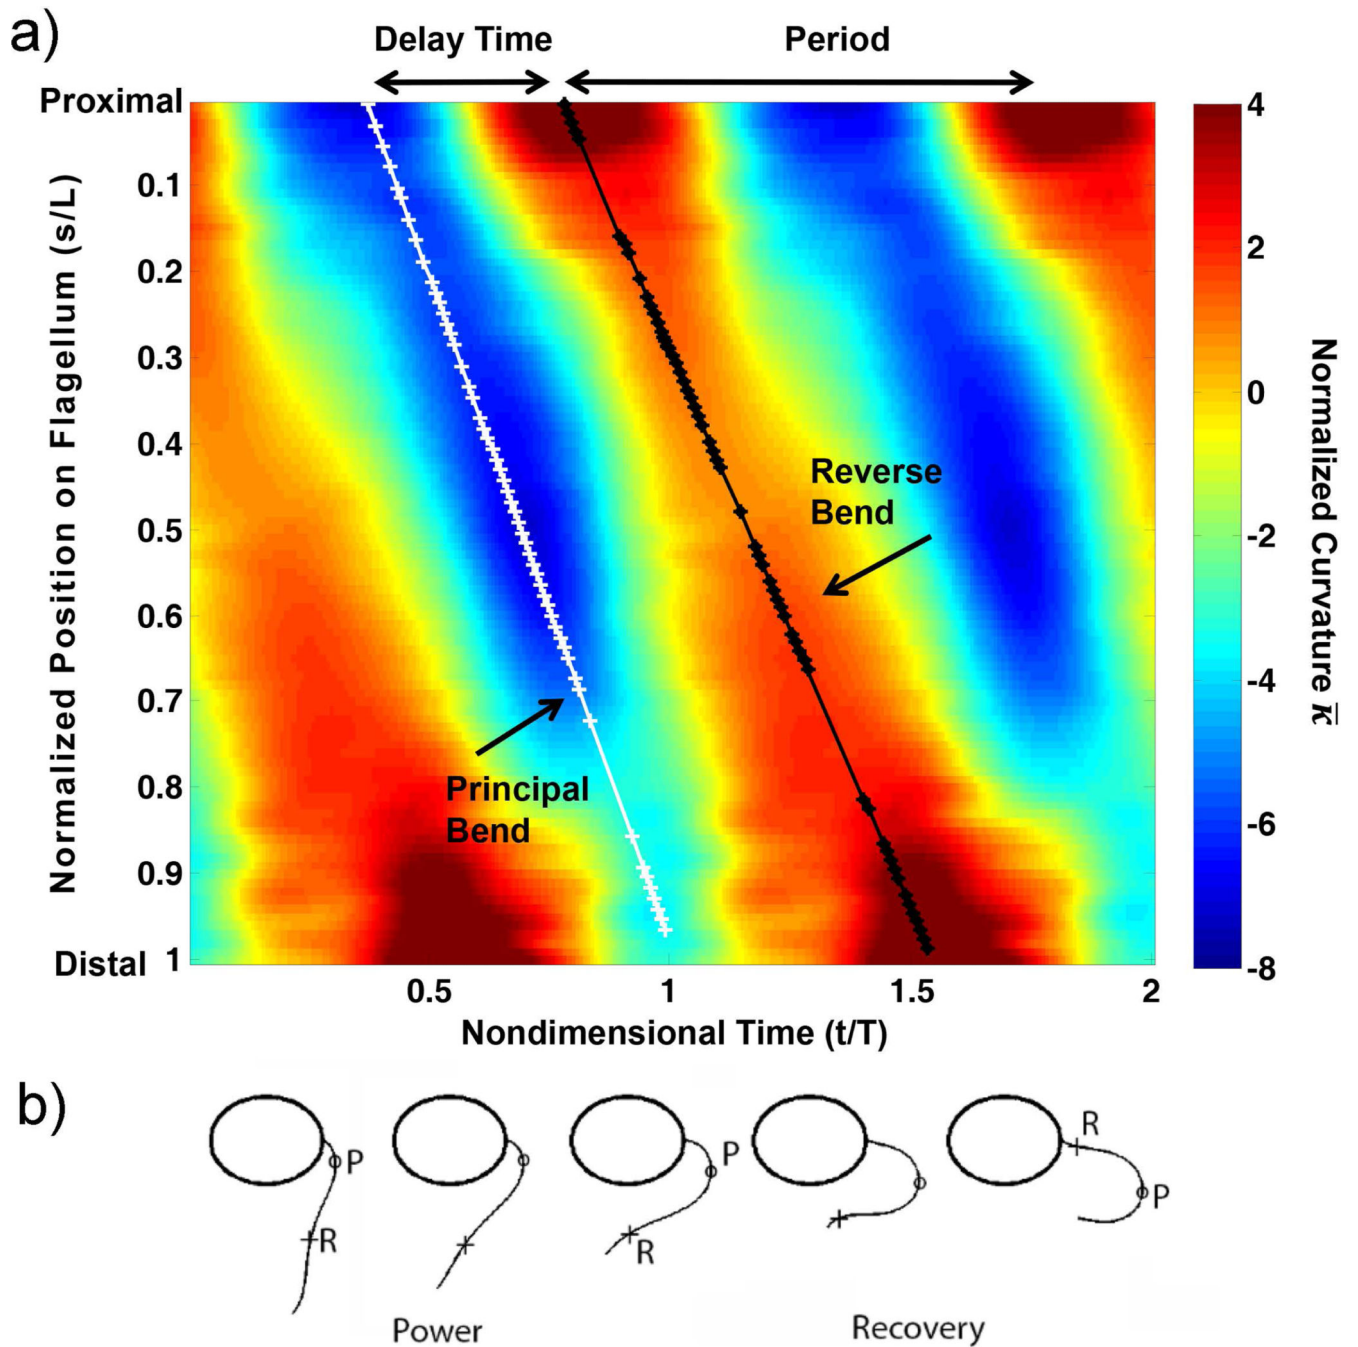 a)
Delay Time
Period
Proximal
0.1
0.2
0.3
0.4
0.5
0.6
0.7
0.8
0.9
Distal 1
Normalized Position on Flagellum (s/L)
Reverse
Bend
Principal
Bend
0.5
1
1.5
2
Nondimensional Time (t/T)
4
2
0
-2
-4
-6
-8
Normalized Curvature κ̅
b)
P
R
P
R
R
P
Power
Recovery